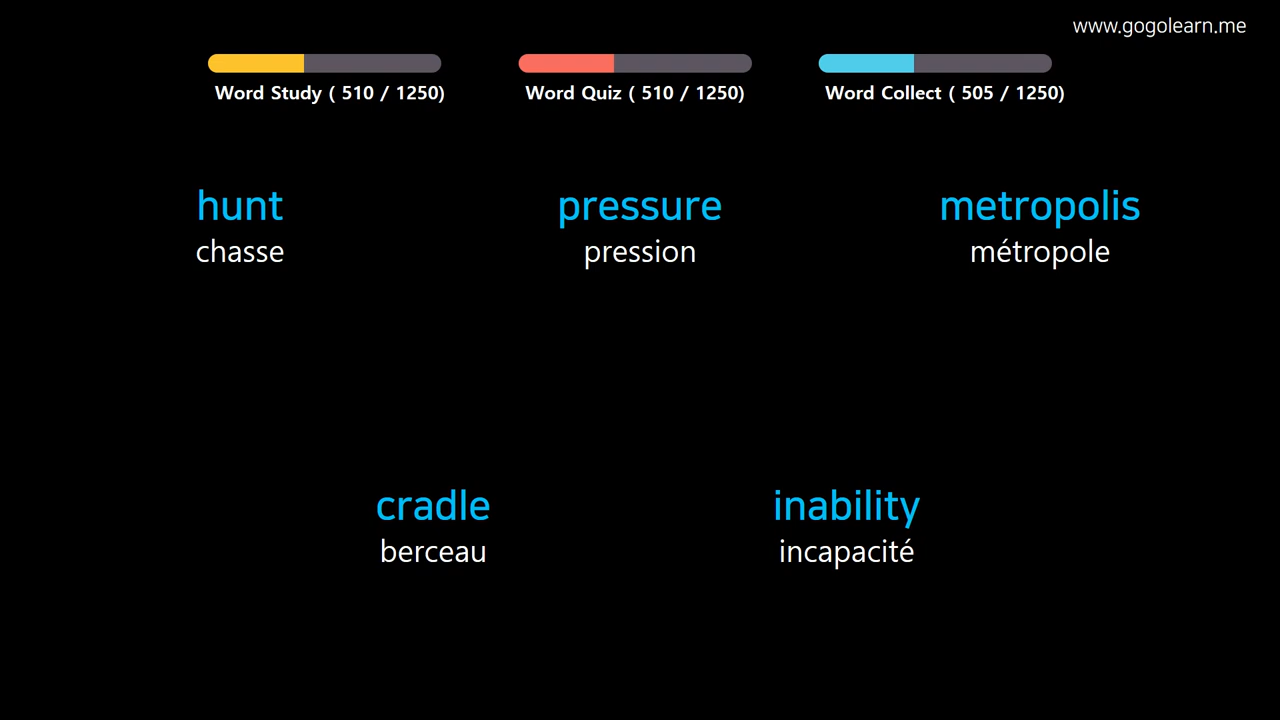 www.gogolearn.me
Word Study ( 510 / 1250)
Word Quiz ( 510 / 1250)
Word Collect ( 505 / 1250)
hunt
chasse
pressure
pression
metropolis
métropole
cradle
berceau
inability
incapacité